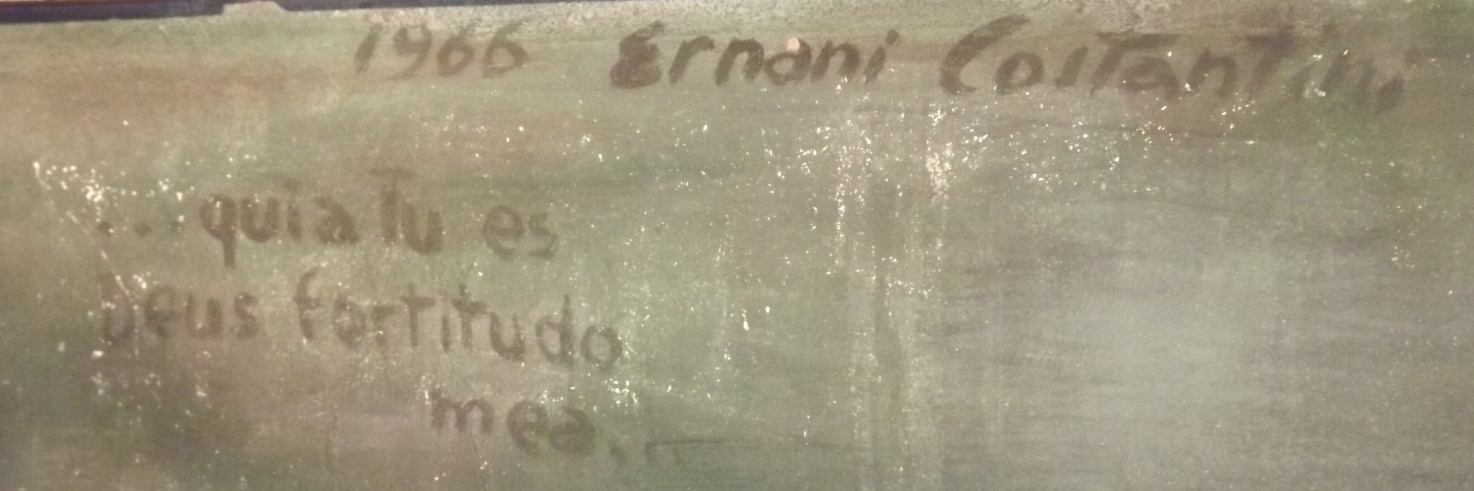 1966 Ernani Costantini
...quia Tu es
Deus fortitudo
mea..